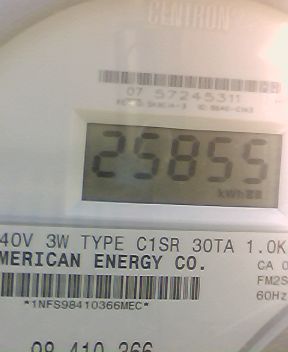 CENTRON
07 57245311
25855
kWh
40V 3W TYPE C1SR 30TA 1.0K
MERICAN ENERGY CO.
CA 0
FM2S
60Hz
*1NFS98410366MEC*
98 410 366